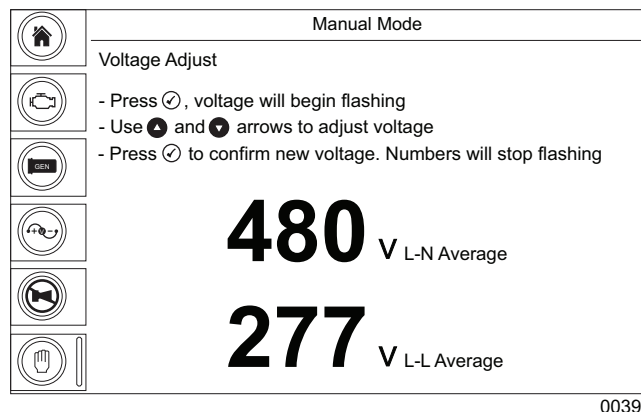 Manual Mode
Voltage Adjust
- Press ✓, voltage will begin flashing
- Use ▲ and ▼ arrows to adjust voltage
- Press ✓ to confirm new voltage. Numbers will stop flashing
GEN
480 V L-N Average
277 V L-L Average
0039